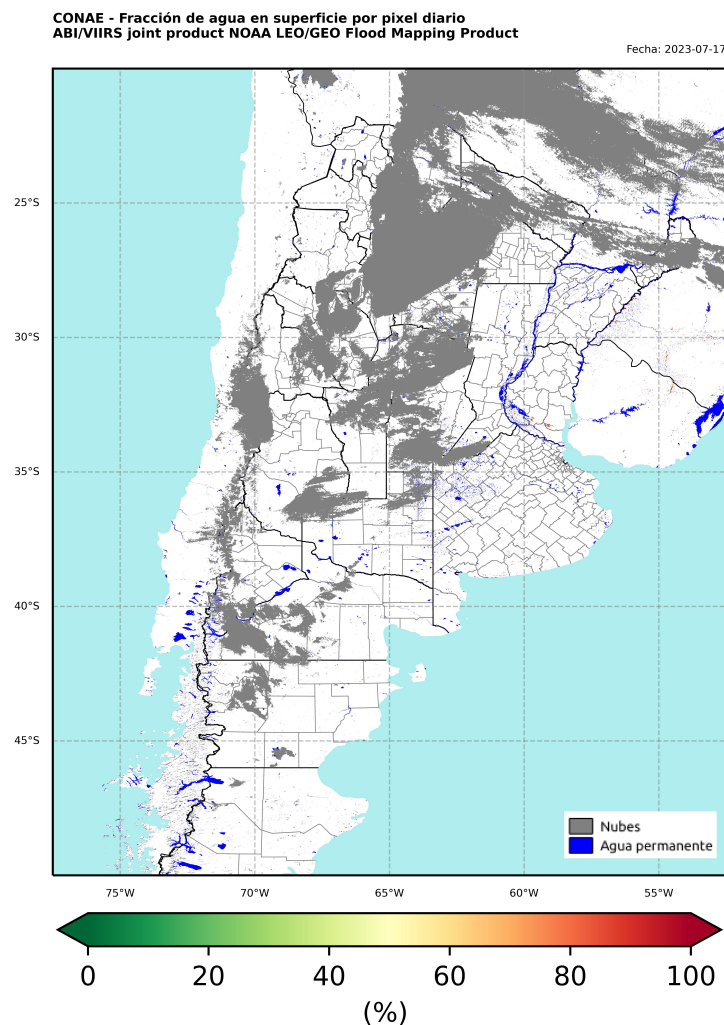 CONAE - Fracción de agua en superficie por pixel diario
ABI/VIIRS joint product NOAA LEO/GEO Flood Mapping Product
Fecha: 2023-07-17
25°S
30°S
35°S
40°S
45°S
Nubes
Agua permanente
75°W
70°W
65°W
60°W
55°W
0
20
40
60
80
100
(%)